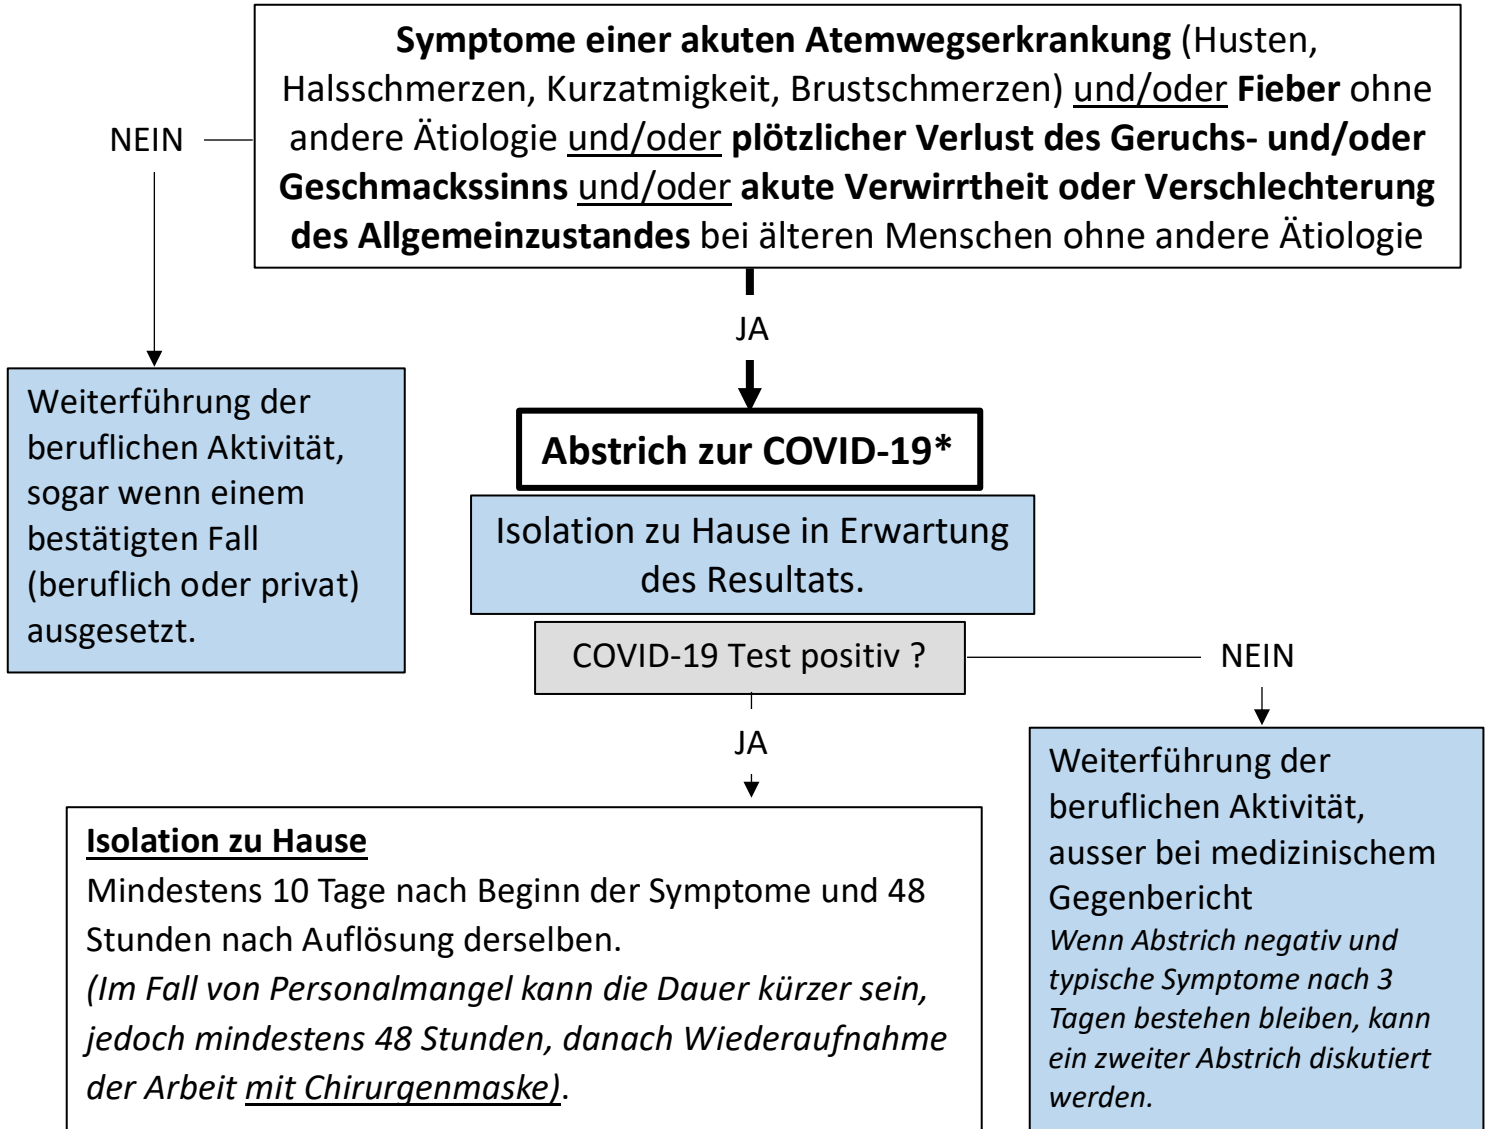 Symptome einer akuten Atemwegserkrankung (Husten,
Halsschmerzen, Kurzatmigkeit, Brustschmerzen) und/oder Fieber ohne
andere Ätiologie und/oder plötzlicher Verlust des Geruchs- und/oder
Geschmackssinns und/oder akute Verwirrtheit oder Verschlechterung
des Allgemeinzustandes bei älteren Menschen ohne andere Ätiologie
NEIN
JA
Weiterführung der
beruflichen Aktivität,
sogar wenn einem
bestätigten Fall
(beruflich oder privat)
ausgesetzt.
Abstrich zur COVID-19*
Isolation zu Hause in Erwartung
des Resultats.
COVID-19 Test positiv ?
NEIN
JA
Isolation zu Hause
Mindestens 10 Tage nach Beginn der Symptome und 48
Stunden nach Auflösung derselben.
(Im Fall von Personalmangel kann die Dauer kürzer sein,
jedoch mindestens 48 Stunden, danach Wiederaufnahme
der Arbeit mit Chirurgenmaske).
Weiterführung der
beruflichen Aktivität,
ausser bei medizinischem
Gegenbericht
Wenn Abstrich negativ und
typische Symptome nach 3
Tagen bestehen bleiben, kann
ein zweiter Abstrich diskutiert
werden.